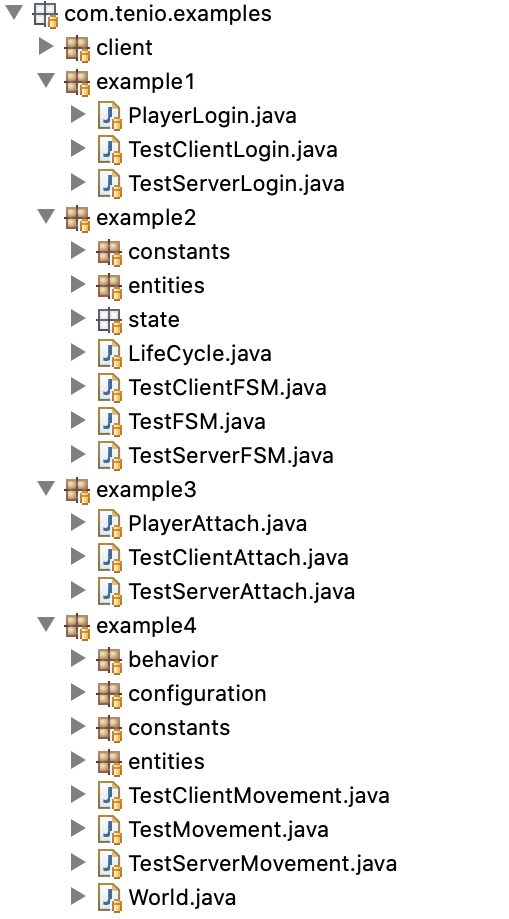 com.tenio.examples
client
example1
PlayerLogin.java
TestClientLogin.java
TestServerLogin.java
example2
constants
entities
state
LifeCycle.java
TestClientFSM.java
TestFSM.java
TestServerFSM.java
example3
PlayerAttach.java
TestClientAttach.java
TestServerAttach.java
example4
behavior
configuration
constants
entities
TestClientMovement.java
TestMovement.java
TestServerMovement.java
World.java